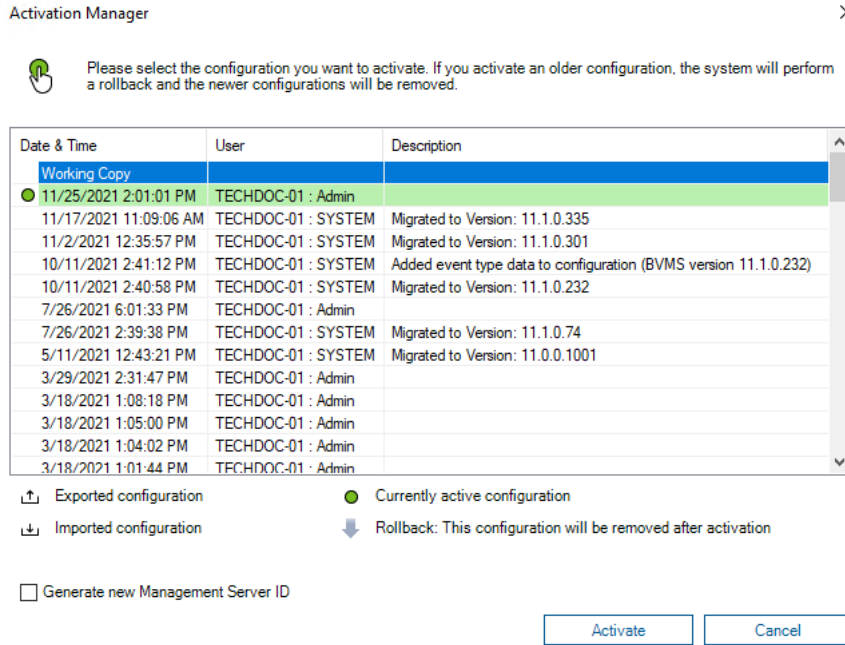 Activation Manager
Please select the configuration you want to activate. If you activate an older configuration, the system will perform
a rollback and the newer configurations will be removed.
Date & Time User Description
Working Copy
11/25/2021 2:01:01 PM TECHDOC-01 : Admin
11/17/2021 11:09:06 AM TECHDOC-01 : SYSTEM Migrated to Version: 11.1.0.335
11/2/2021 12:35:57 PM TECHDOC-01 : SYSTEM Migrated to Version: 11.1.0.301
10/11/2021 2:41:12 PM TECHDOC-01 : SYSTEM Added event type data to configuration (BVMS version 11.1.0.232)
10/11/2021 2:40:58 PM TECHDOC-01 : SYSTEM Migrated to Version: 11.1.0.232
7/26/2021 6:01:33 PM TECHDOC-01 : Admin
7/26/2021 2:39:38 PM TECHDOC-01 : SYSTEM Migrated to Version: 11.1.0.74
5/11/2021 12:43:21 PM TECHDOC-01 : SYSTEM Migrated to Version: 11.0.0.1001
3/29/2021 2:31:47 PM TECHDOC-01 : Admin
3/18/2021 1:08:18 PM TECHDOC-01 : Admin
3/18/2021 1:05:00 PM TECHDOC-01 : Admin
3/18/2021 1:04:02 PM TECHDOC-01 : Admin
3/18/2021 1:01:44 PM TECHDOC-01 : Admin
Exported configuration Currently active configuration
Imported configuration Rollback: This configuration will be removed after activation
Generate new Management Server ID
Activate Cancel